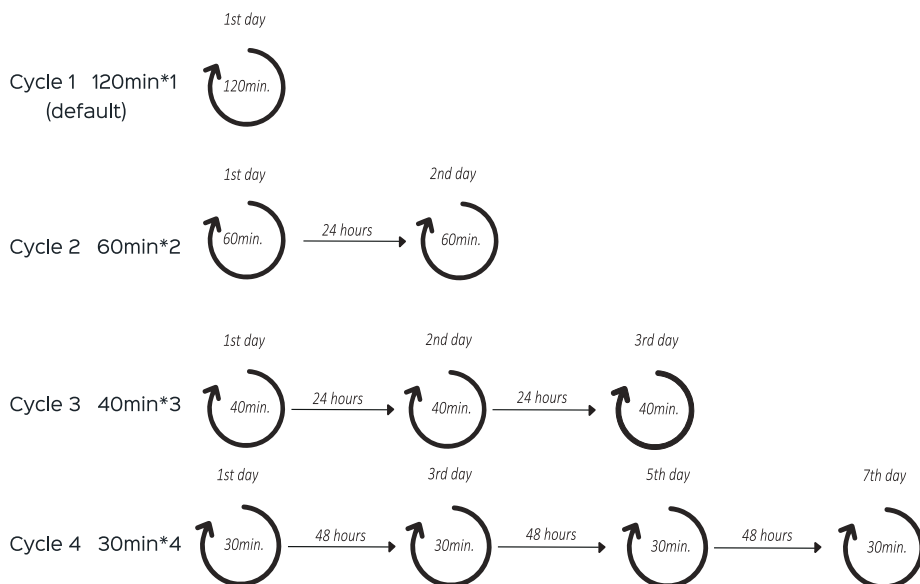 1st day
Cycle 1 120min*1
(default)
120min.
1st day
2nd day
Cycle 2 60min*2
60min.
24 hours
60min.
1st day
2nd day
3rd day
Cycle 3 40min*3
40min.
24 hours
40min.
24 hours
40min.
1st day
3rd day
5th day
7th day
Cycle 4 30min*4
30min.
48 hours
30min.
48 hours
30min.
48 hours
30min.